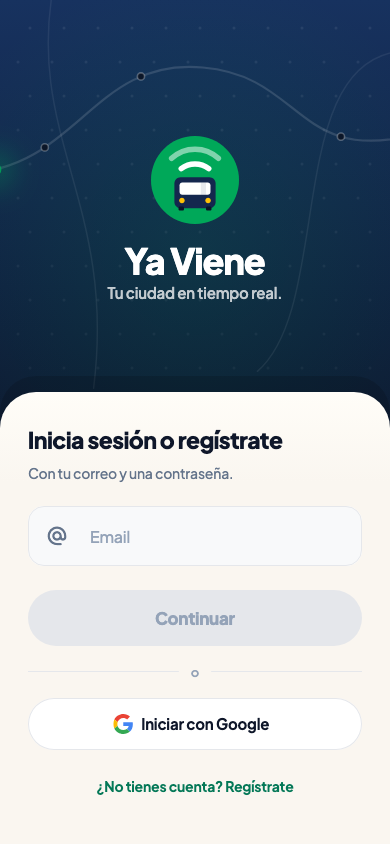 Ya Viene
Tu ciudad en tiempo real.
Inicia sesión o regístrate
Con tu correo y una contraseña.
Email
Continuar
o
Iniciar con Google
¿No tienes cuenta? Regístrate